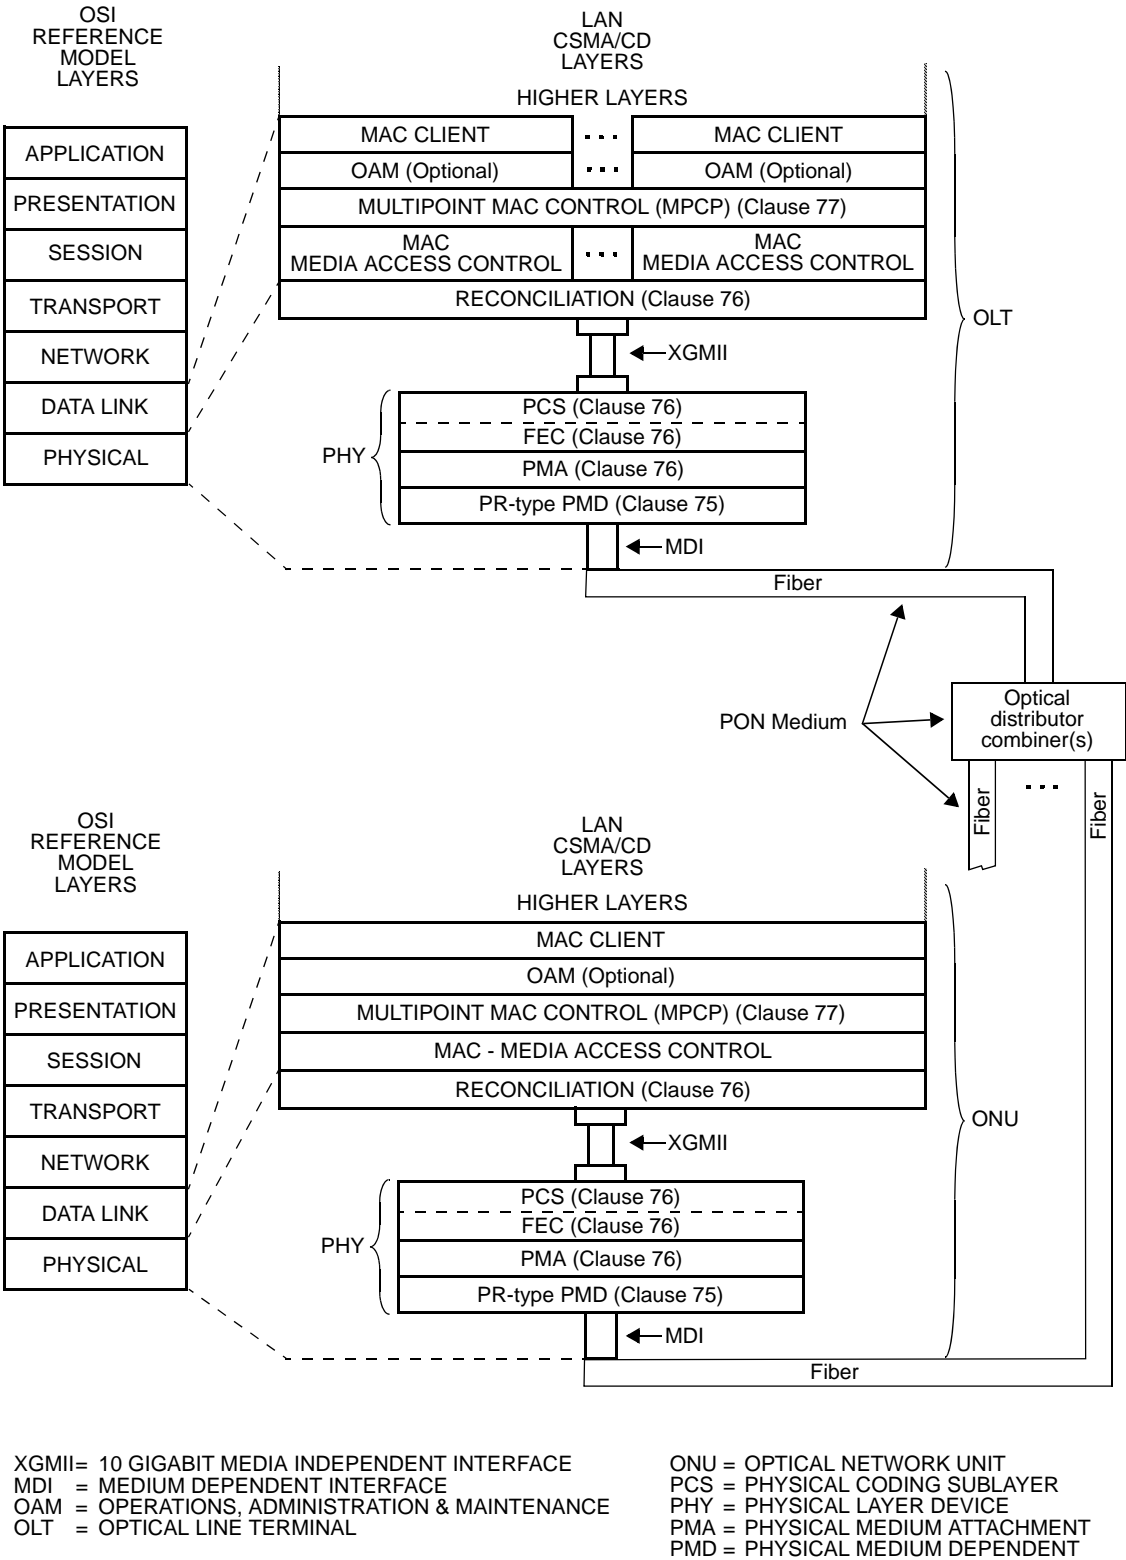 OSI
REFERENCE
MODEL
LAYERS
LAN
CSMA/CD
LAYERS
HIGHER LAYERS
APPLICATION
PRESENTATION
SESSION
TRANSPORT
NETWORK
DATA LINK
PHYSICAL
MAC CLIENT
MAC CLIENT
OAM (Optional)
OAM (Optional)
MULTIPOINT MAC CONTROL (MPCP) (Clause 77)
MAC
MEDIA ACCESS CONTROL
MAC
MEDIA ACCESS CONTROL
RECONCILIATION (Clause 76)
XGMII
OLT
PHY
PCS (Clause 76)
FEC (Clause 76)
PMA (Clause 76)
PR-type PMD (Clause 75)
MDI
Fiber
PON Medium
Optical
distributor
combiner(s)
Fiber
Fiber
OSI
REFERENCE
MODEL
LAYERS
LAN
CSMA/CD
LAYERS
HIGHER LAYERS
APPLICATION
PRESENTATION
SESSION
TRANSPORT
NETWORK
DATA LINK
PHYSICAL
MAC CLIENT
OAM (Optional)
MULTIPOINT MAC CONTROL (MPCP) (Clause 77)
MAC - MEDIA ACCESS CONTROL
RECONCILIATION (Clause 76)
XGMII
ONU
PHY
PCS (Clause 76)
FEC (Clause 76)
PMA (Clause 76)
PR-type PMD (Clause 75)
MDI
Fiber
XGMII= 10 GIGABIT MEDIA INDEPENDENT INTERFACE
MDI = MEDIUM DEPENDENT INTERFACE
OAM = OPERATIONS, ADMINISTRATION & MAINTENANCE
OLT = OPTICAL LINE TERMINAL
ONU = OPTICAL NETWORK UNIT
PCS = PHYSICAL CODING SUBLAYER
PHY = PHYSICAL LAYER DEVICE
PMA = PHYSICAL MEDIUM ATTACHMENT
PMD = PHYSICAL MEDIUM DEPENDENT